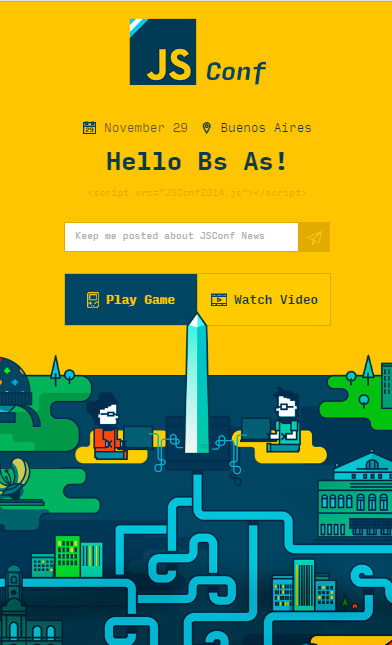 JS
Conf
November 29 Buenos Aires
Hello Bs As!
<script src="JSConf2014.js"></script>
Keep me posted about JSConf News
Play Game Watch Video